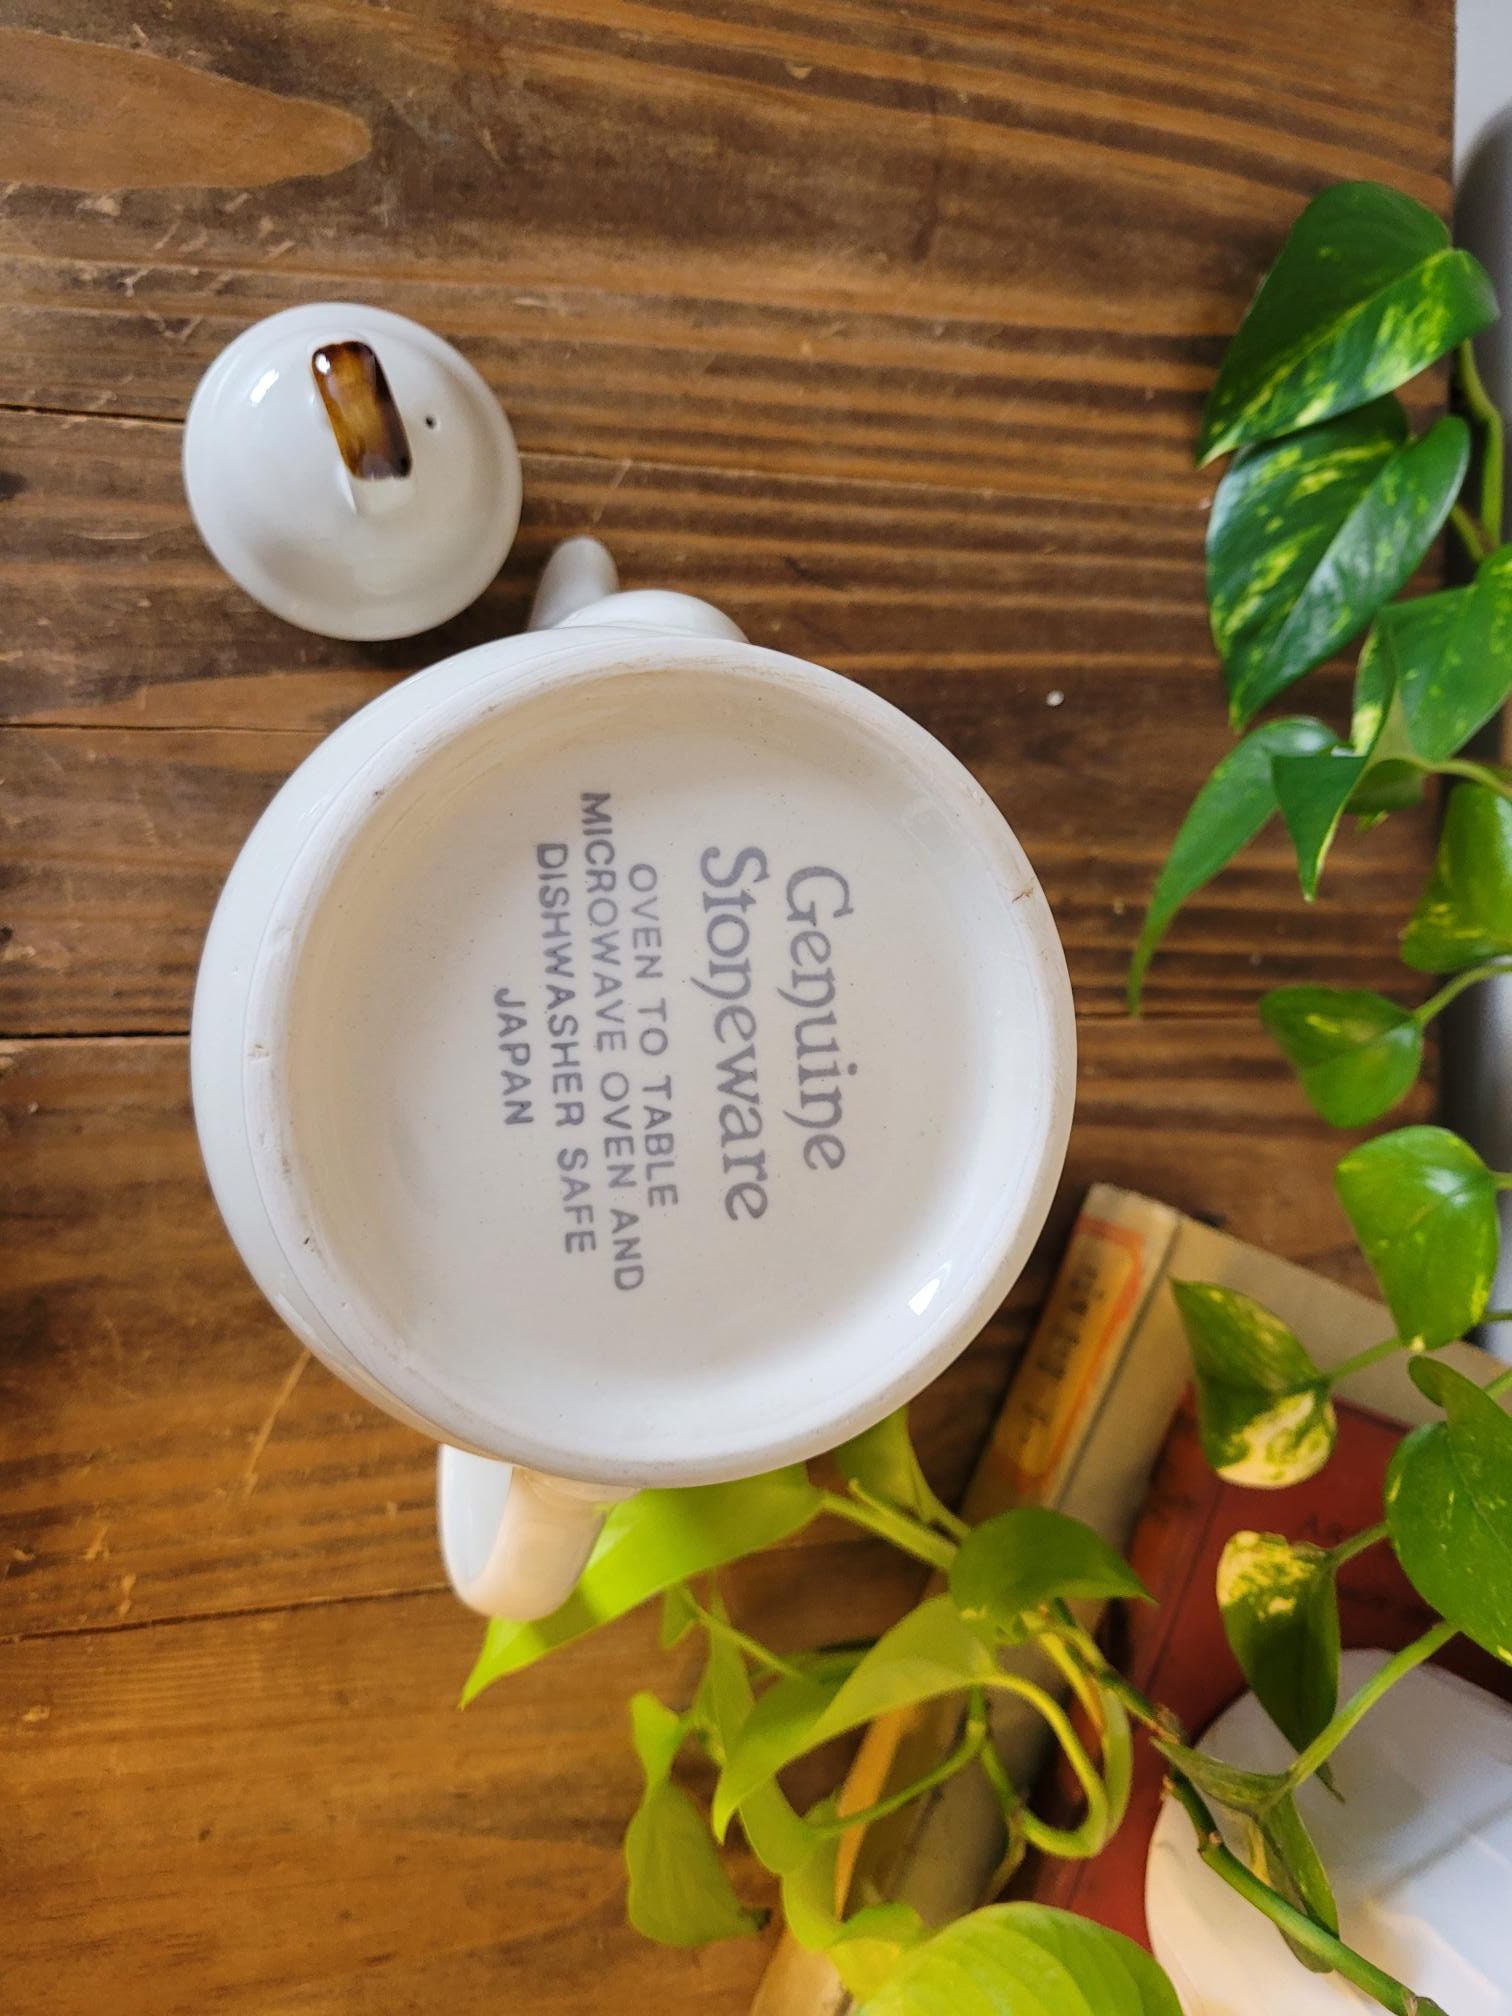 Genuine
Stoneware
OVEN TO TABLE
MICROWAVE OVEN AND
DISHWASHER SAFE
JAPAN